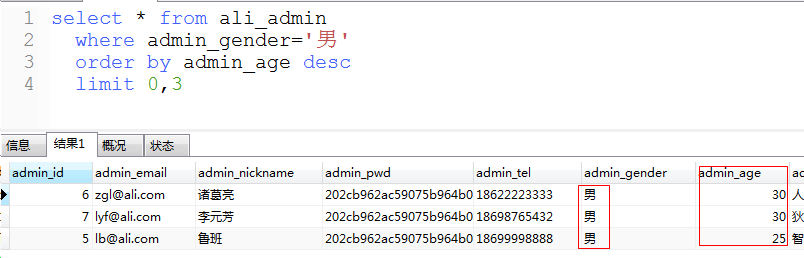 1 select * from ali_admin
2 where admin_gender='男'
3 order by admin_age desc
4 limit 0,3
信息 结果1 概况 状态
admin_id admin_email admin_nickname admin_pwd admin_tel admin_gender admin_age
6 zgl@ali.com 诸葛亮 202cb962ac59075b964b0 18622223333 男 30 人
7 lyf@ali.com 李元芳 202cb962ac59075b964b0 18698765432 男 30 狄
5 lb@ali.com 鲁班 202cb962ac59075b964b0 18699998888 男 25 智